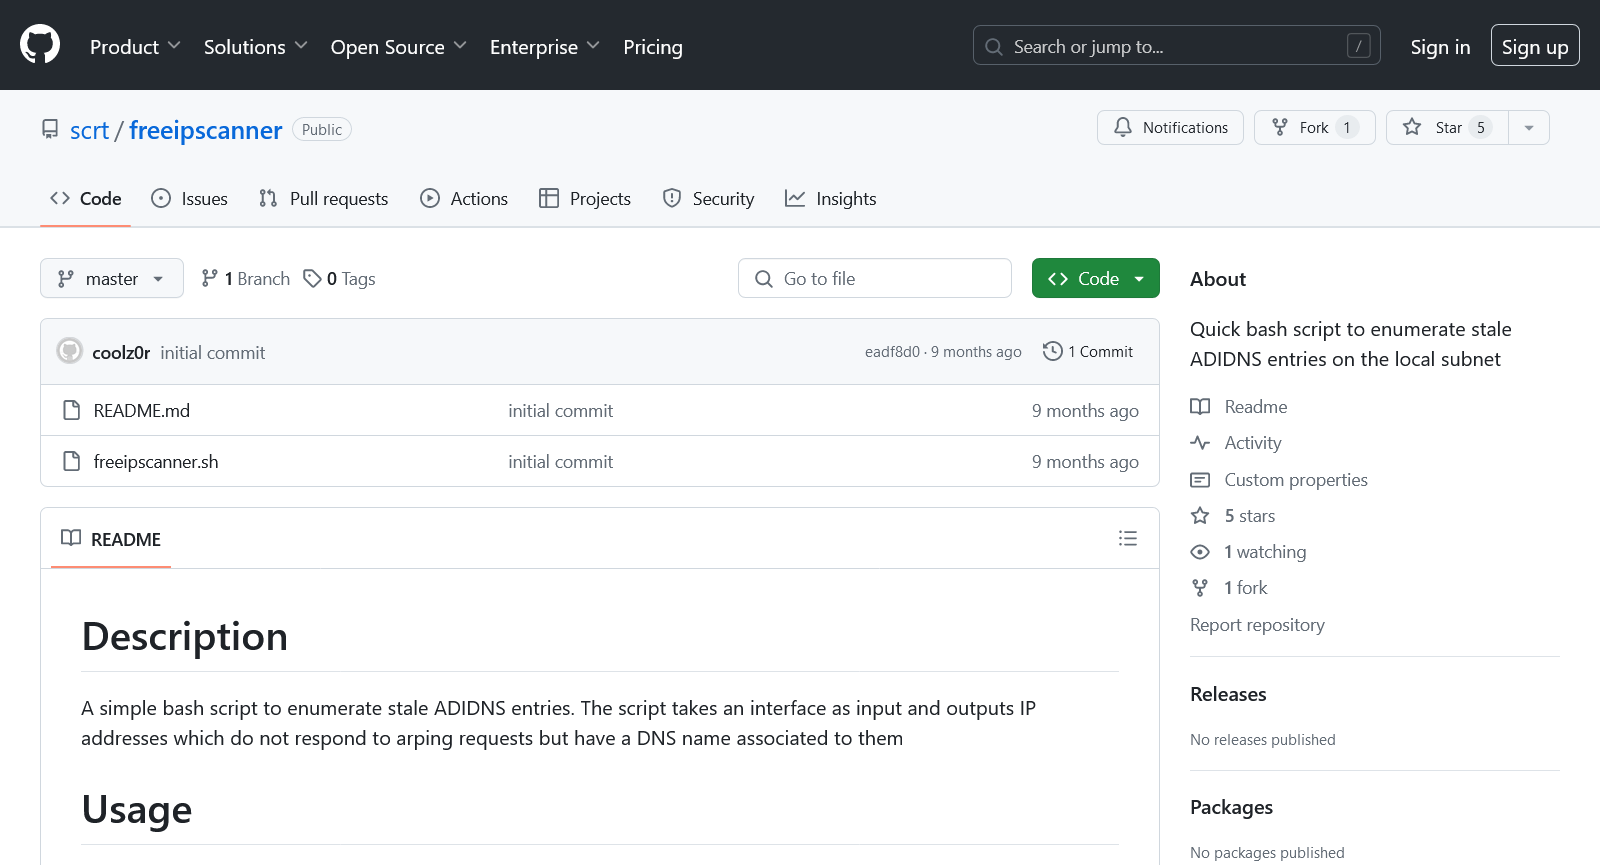 Product Solutions Open Source Enterprise Pricing Search or jump to... / Sign in Sign up
scrt / freeipscanner Public Notifications Fork 1 Star 5
Code Issues Pull requests Actions Projects Security Insights
master 1 Branch 0 Tags Go to file Code
coolz0r initial commit eadf8d0 · 9 months ago 1 Commit
README.md initial commit 9 months ago
freeipscanner.sh initial commit 9 months ago
README
Description
A simple bash script to enumerate stale ADIDNS entries. The script takes an interface as input and outputs IP
addresses which do not respond to arping requests but have a DNS name associated to them
Usage
About
Quick bash script to enumerate stale
ADIDNS entries on the local subnet
Readme
Activity
Custom properties
5 stars
1 watching
1 fork
Report repository
Releases
No releases published
Packages
No packages published